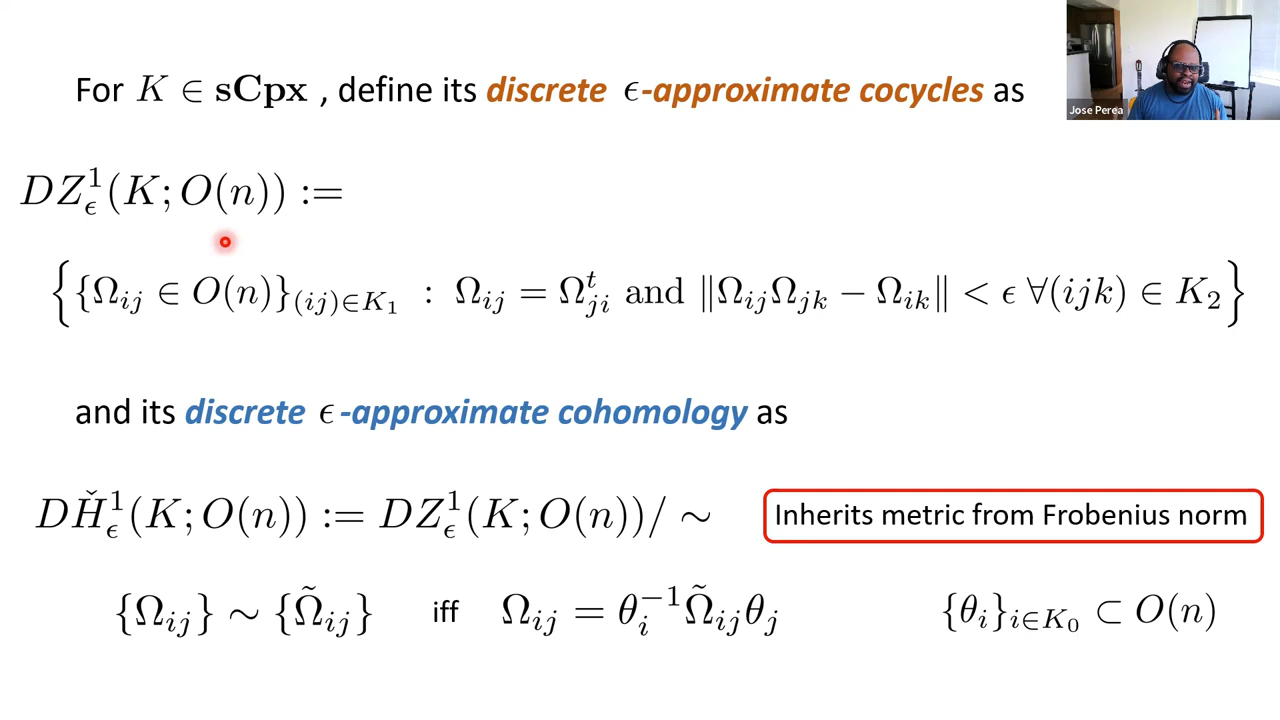 For K ∈ sCpx , define its discrete ϵ-approximate cocycles as
Jose Perea
DZ¹_ϵ(K; O(n)) :=
{ {Ω_ij ∈ O(n)}_(ij)∈K₁ : Ω_ij = Ω^t_ji and ‖Ω_ij Ω_jk − Ω_ik‖ < ϵ ∀(ijk) ∈ K₂ }
and its discrete ϵ-approximate cohomology as
DȞ¹_ϵ(K; O(n)) := DZ¹_ϵ(K; O(n))/ ∼ Inherits metric from Frobenius norm
{Ω_ij} ∼ {Ω̃_ij} iff Ω_ij = θ_i^{−1} Ω̃_ij θ_j {θ_i}_{i∈K₀} ⊂ O(n)